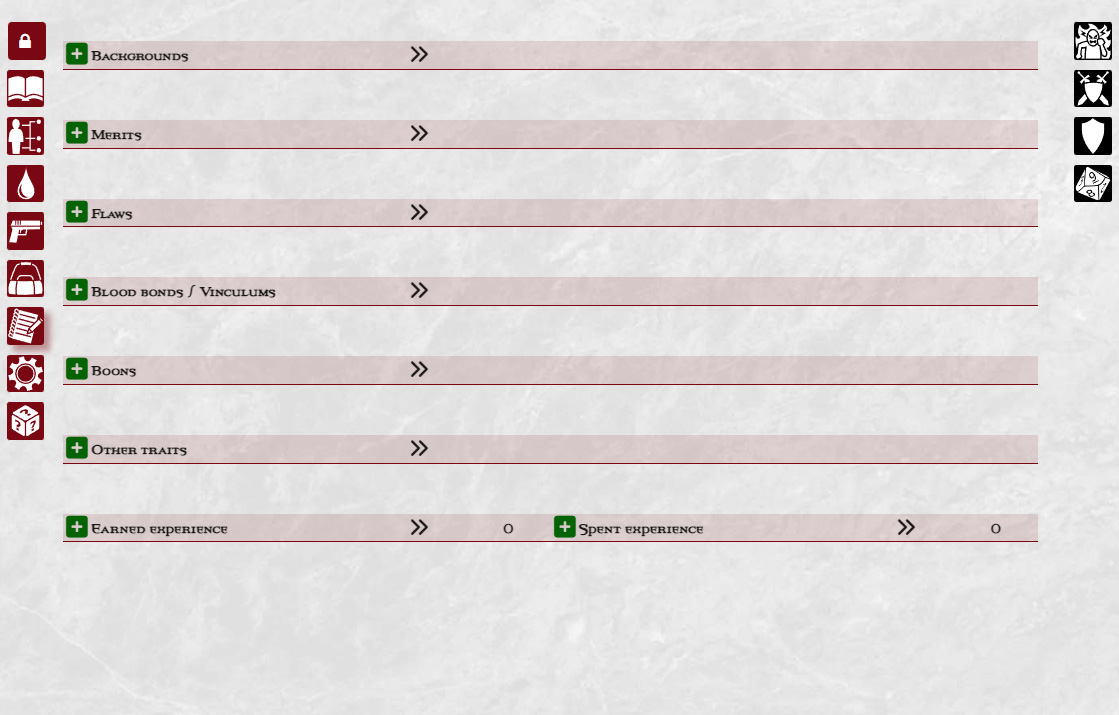 Backgrounds
Merits
Flaws
Blood bonds / Vinculums
Boons
Other traits
Earned experience 0 Spent experience 0